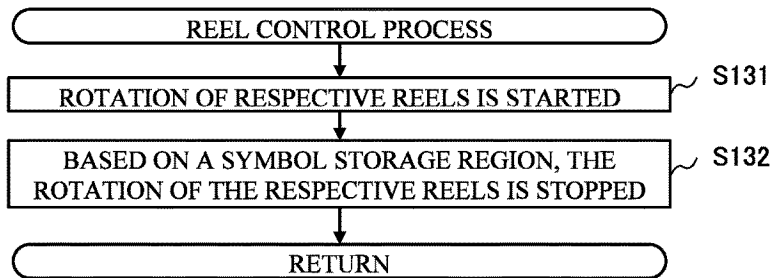 REEL CONTROL PROCESS
ROTATION OF RESPECTIVE REELS IS STARTED
S131
BASED ON A SYMBOL STORAGE REGION, THE
ROTATION OF THE RESPECTIVE REELS IS STOPPED
S132
RETURN